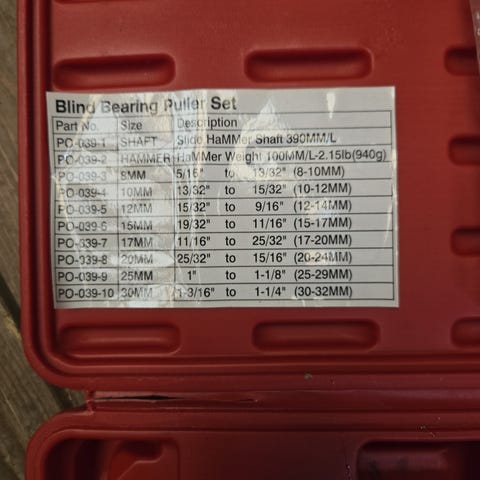 Blind Bearing Puller Set
Part No. Size Description
PO-039-1 SHAFT Slide HaMMer Shaft 390MM/L
PO-039-2 HAMMER HaMMer Weight 100MM/L-2.15lb(940g)
PO-039-3 8MM 5/16" to 13/32" (8-10MM)
PO-039-4 10MM 13/32" to 15/32" (10-12MM)
PO-039-5 12MM 15/32" to 9/16" (12-14MM)
PO-039-6 15MM 19/32" to 11/16" (15-17MM)
PO-039-7 17MM 11/16" to 25/32" (17-20MM)
PO-039-8 20MM 25/32" to 15/16" (20-24MM)
PO-039-9 25MM 1" to 1-1/8" (25-29MM)
PO-039-10 30MM 1-3/16" to 1-1/4" (30-32MM)